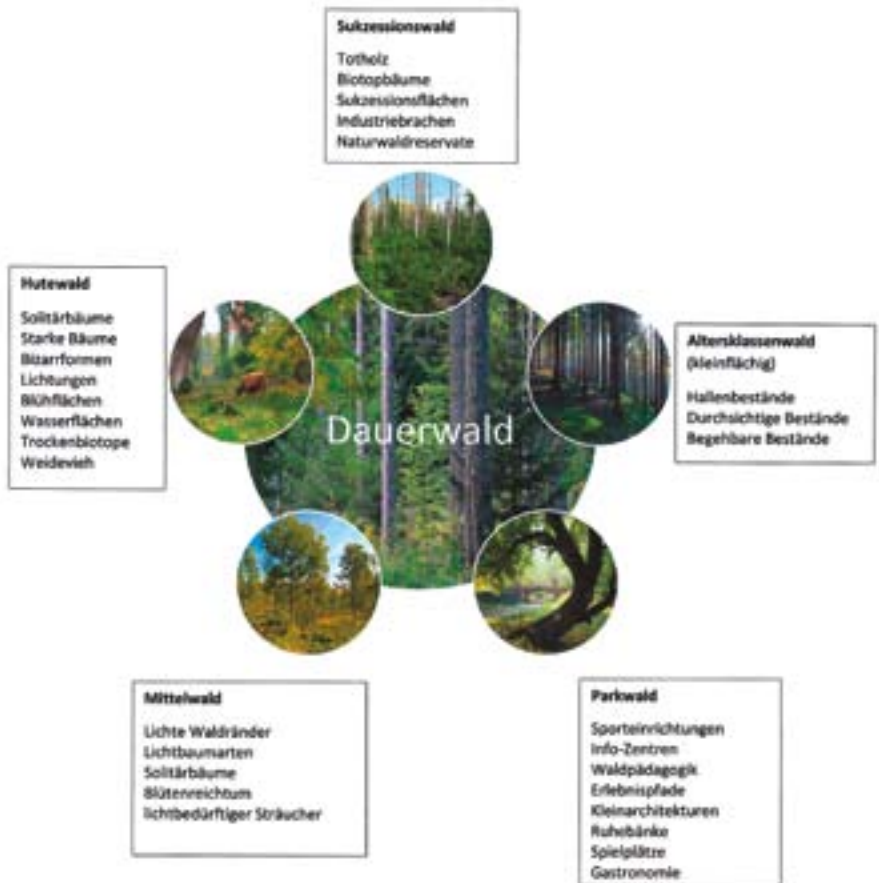 Sukzessionswald
Totholz
Biotopbäume
Sukzessionsflächen
Industriebrachen
Naturwaldreservate
Hutewald
Solitärbäume
Starke Bäume
Bizarrformen
Lichtungen
Blühflächen
Wasserflächen
Trockenbiotope
Weidevieh
Altersklassenwald
(kleinflächig)
Hallenbestände
Durchsichtige Bestände
Begehbare Bestände
Dauerwald
Mittelwald
Lichte Waldränder
Lichtbaumarten
Solitärbäume
Blütenreichtum
lichtbedürftiger Sträucher
Parkwald
Sporteinrichtungen
Info-Zentren
Waldpädagogik
Erlebnispfade
Kleinarchitekturen
Ruhebänke
Spielplätze
Gastronomie